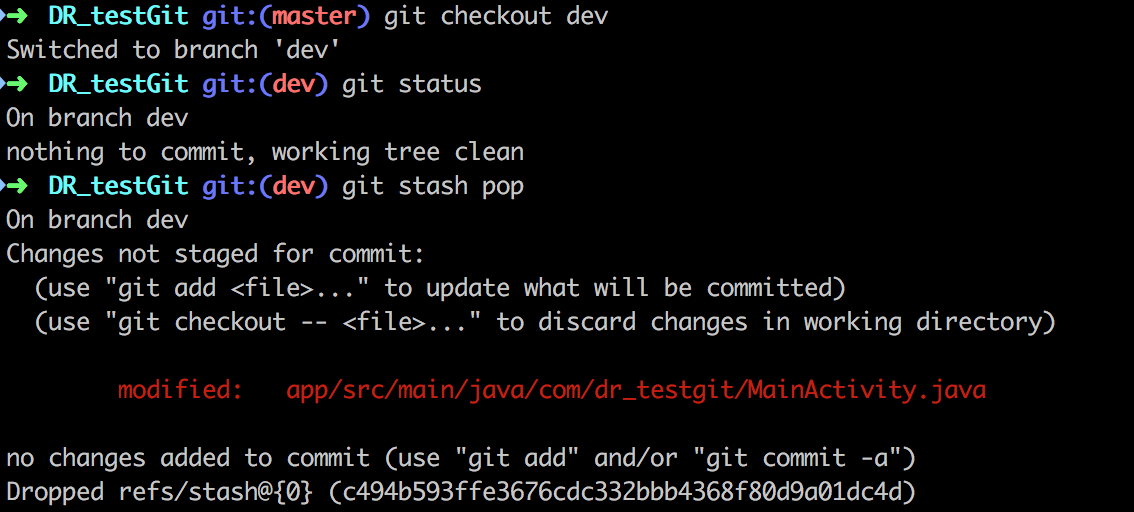 ➜ DR_testGit git:(master) git checkout dev
Switched to branch 'dev'
➜ DR_testGit git:(dev) git status
On branch dev
nothing to commit, working tree clean
➜ DR_testGit git:(dev) git stash pop
On branch dev
Changes not staged for commit:
(use "git add <file>..." to update what will be committed)
(use "git checkout -- <file>..." to discard changes in working directory)
modified: app/src/main/java/com/dr_testgit/MainActivity.java
no changes added to commit (use "git add" and/or "git commit -a")
Dropped refs/stash@{0} (c494b593ffe3676cdc332bbb4368f80d9a01dc4d)